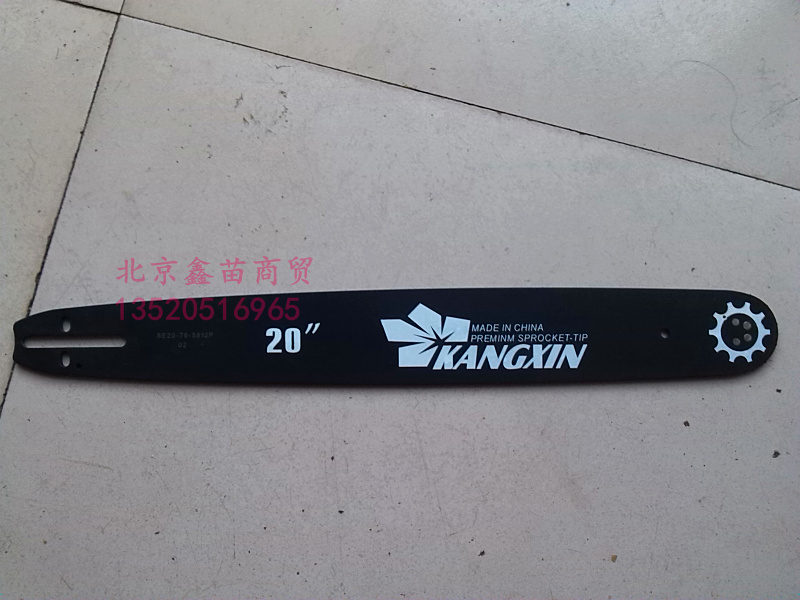 北京鑫苗商贸
13520516965
20"
MADE IN CHINA
PREMINM SPROCKET-TIP
KANGXIN